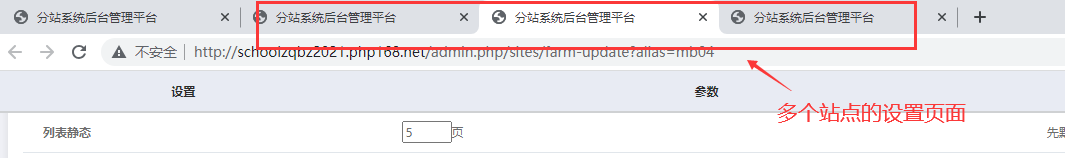 分站系统后台管理平台 分站系统后台管理平台 分站系统后台管理平台 分站系统后台管理平台
不安全 http://schoolzqbz2021.php168.net/admin.php/sites/farm-update?alias=mb04
设置 参数
多个站点的设置页面
列表静态 5 页 先默